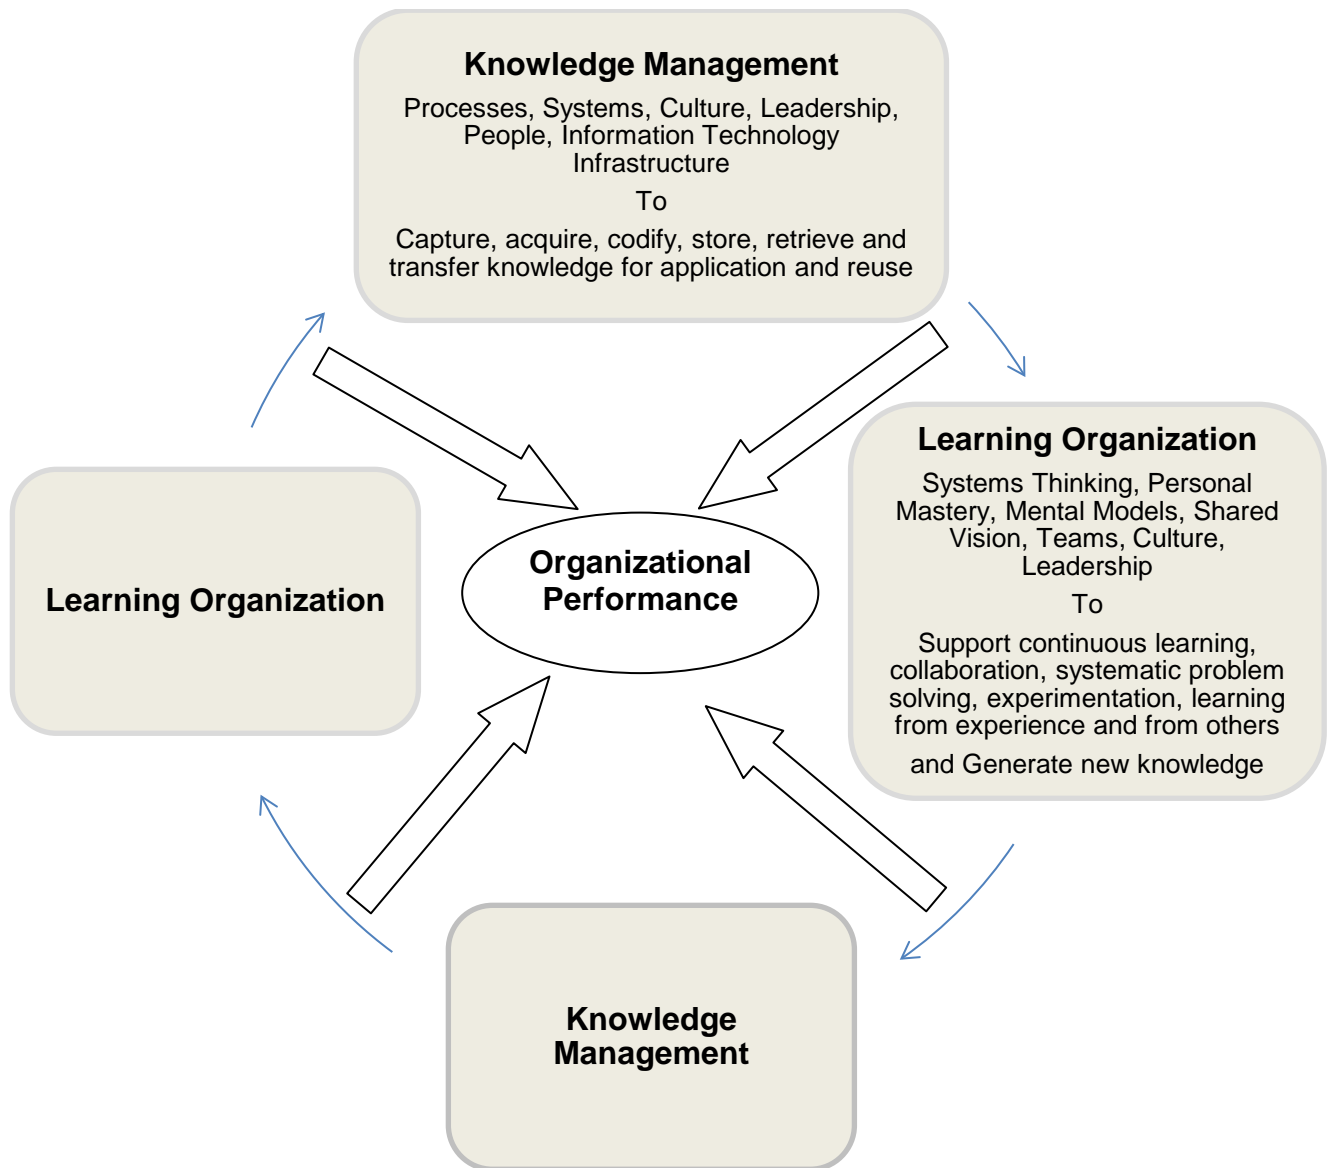 Knowledge Management
Processes, Systems, Culture, Leadership,
People, Information Technology
Infrastructure
To
Capture, acquire, codify, store, retrieve and
transfer knowledge for application and reuse
Learning Organization
Systems Thinking, Personal
Mastery, Mental Models, Shared
Vision, Teams, Culture,
Leadership
To
Support continuous learning,
collaboration, systematic problem
solving, experimentation, learning
from experience and from others
and Generate new knowledge
Organizational
Performance
Learning Organization
Knowledge
Management